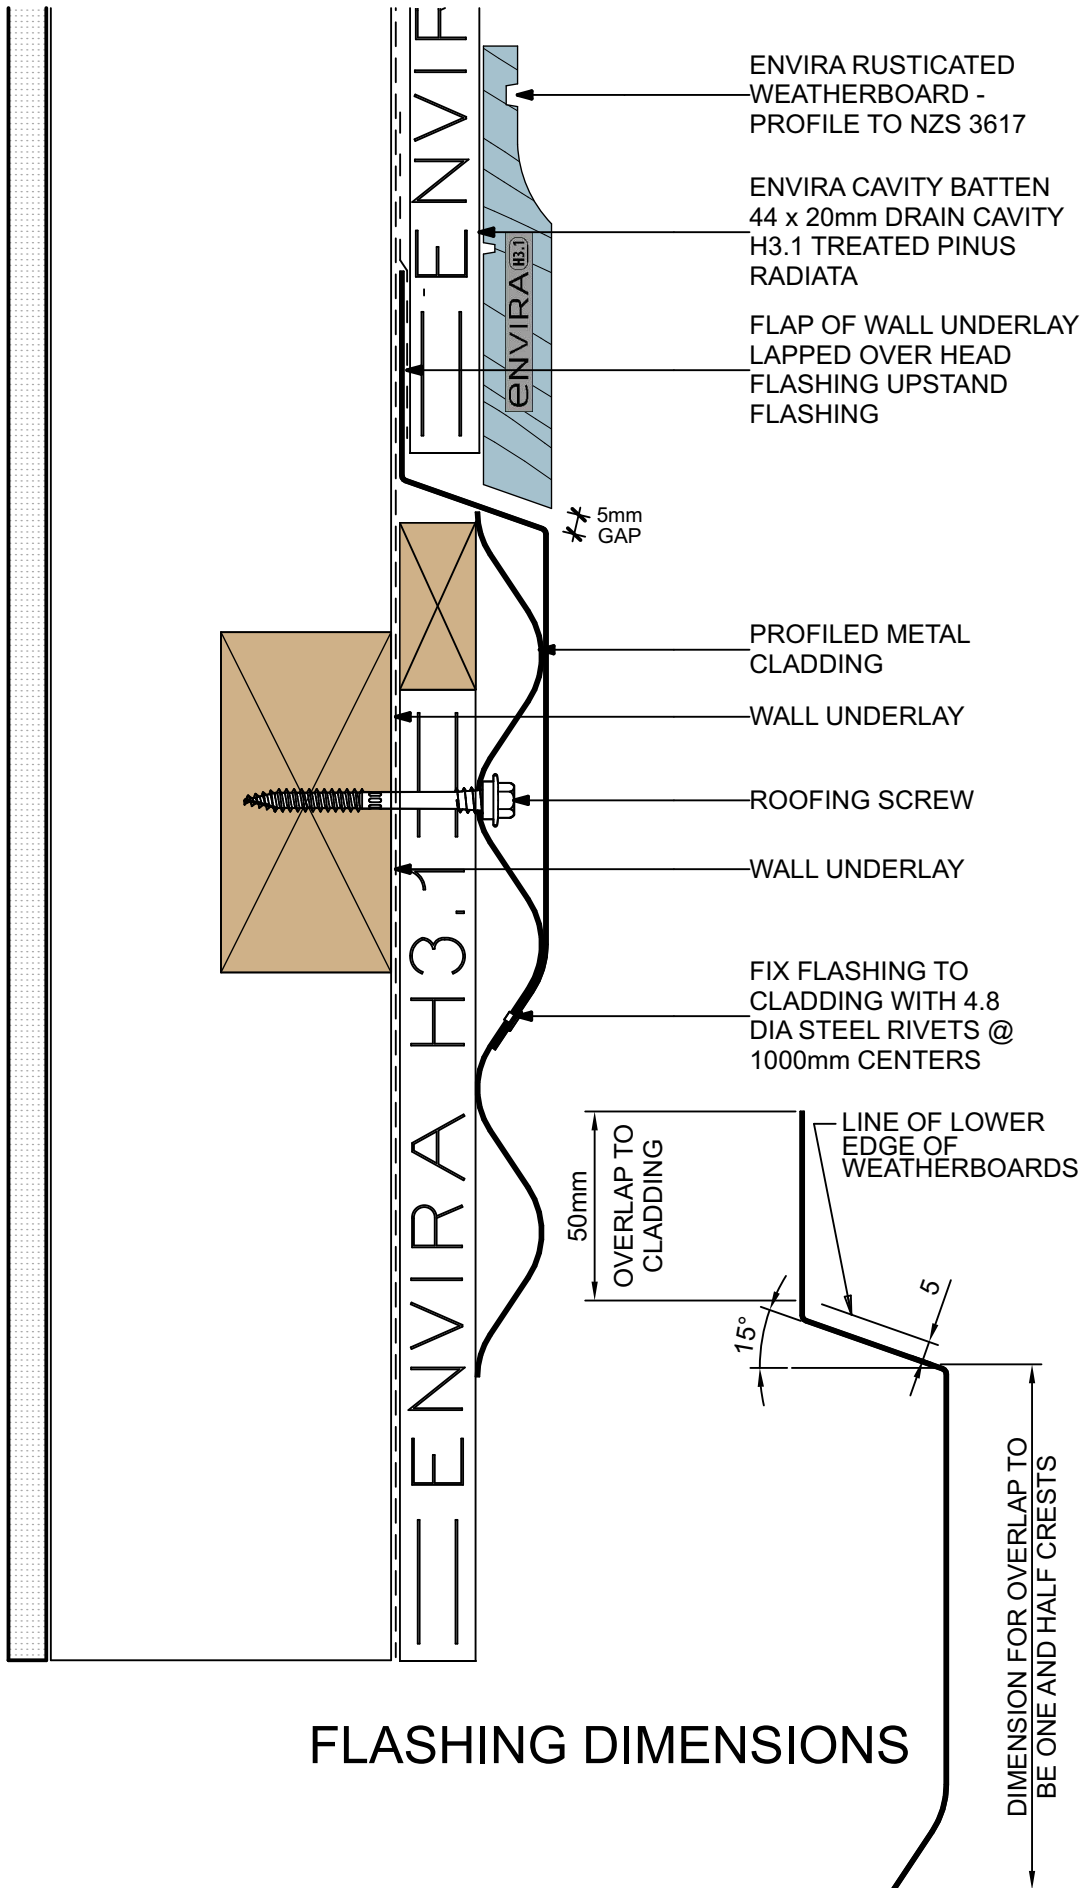 ENVIRA RUSTICATED
WEATHERBOARD -
PROFILE TO NZS 3617
ENVIRA CAVITY BATTEN
44 x 20mm DRAIN CAVITY
H3.1 TREATED PINUS
RADIATA
FLAP OF WALL UNDERLAY
LAPPED OVER HEAD
FLASHING UPSTAND
FLASHING
ENVIR
eNVIRA H3.1
5mm
GAP
PROFILED METAL
CLADDING
WALL UNDERLAY
ROOFING SCREW
WALL UNDERLAY
FIX FLASHING TO
CLADDING WITH 4.8
DIA STEEL RIVETS @
1000mm CENTERS
ENVIRA H3.1
ENVIRA
LINE OF LOWER
EDGE OF
WEATHERBOARDS
50mm
OVERLAP TO
CLADDING
15°
5
DIMENSION FOR OVERLAP TO
BE ONE AND HALF CRESTS
FLASHING DIMENSIONS